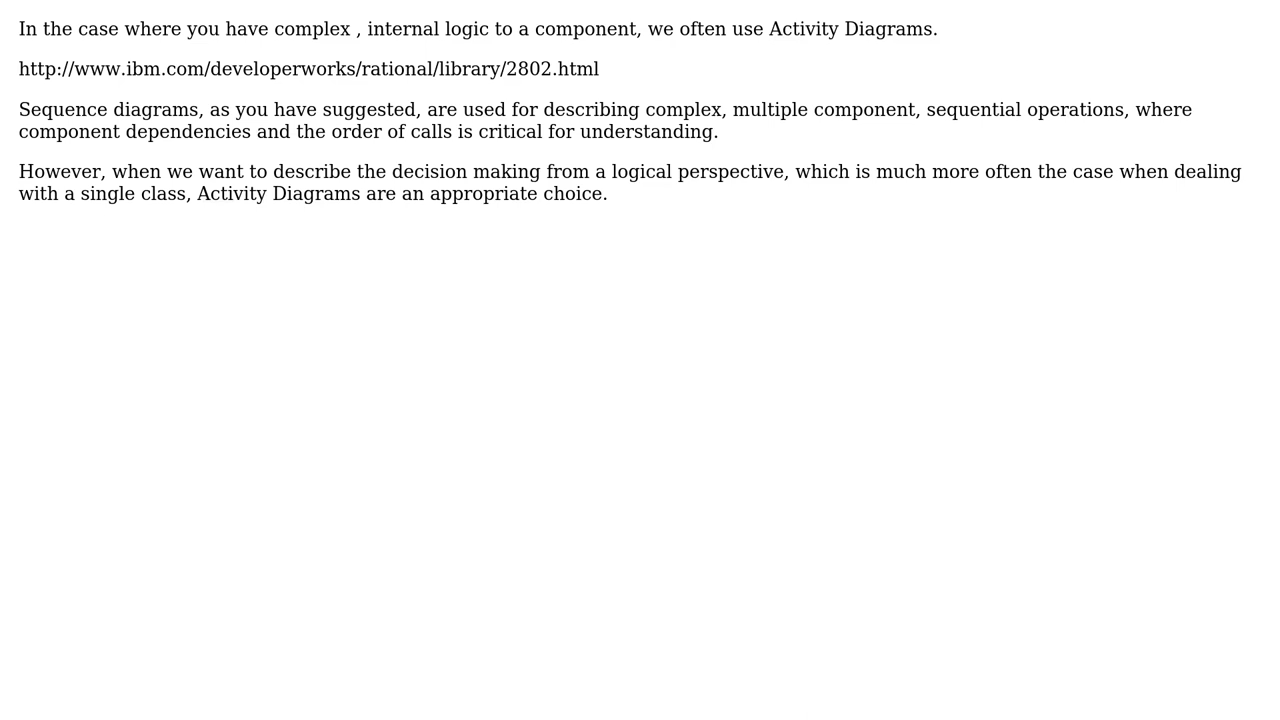 In the case where you have complex , internal logic to a component, we often use Activity Diagrams.
http://www.ibm.com/developerworks/rational/library/2802.html
Sequence diagrams, as you have suggested, are used for describing complex, multiple component, sequential operations, where
component dependencies and the order of calls is critical for understanding.
However, when we want to describe the decision making from a logical perspective, which is much more often the case when dealing
with a single class, Activity Diagrams are an appropriate choice.